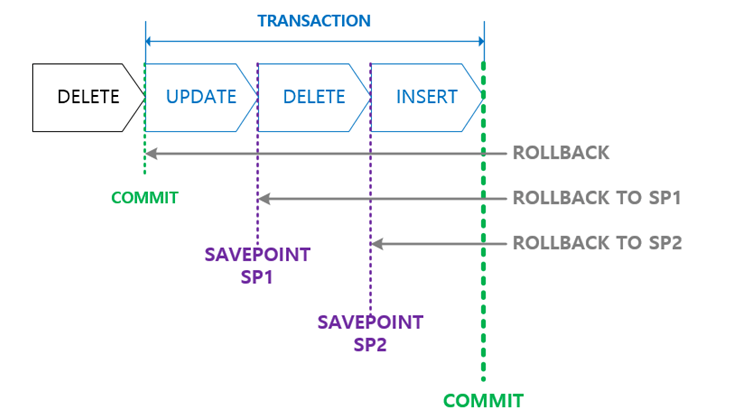 TRANSACTION
DELETE
UPDATE
DELETE
INSERT
ROLLBACK
COMMIT
ROLLBACK TO SP1
ROLLBACK TO SP2
SAVEPOINT
SP1
SAVEPOINT
SP2
COMMIT